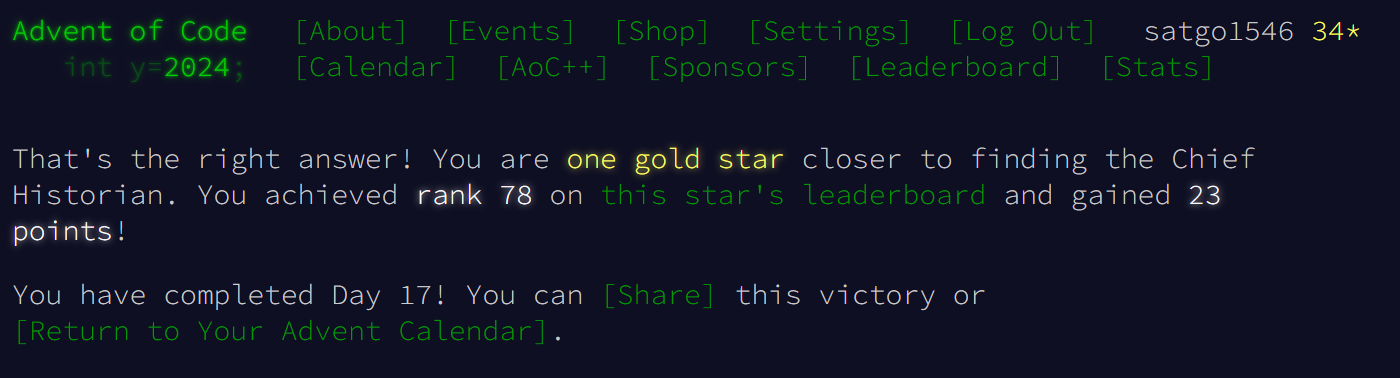 Advent of Code [About] [Events] [Shop] [Settings] [Log Out] satgo1546 34*
int y=2024; [Calendar] [AoC++] [Sponsors] [Leaderboard] [Stats]
That's the right answer! You are one gold star closer to finding the Chief
Historian. You achieved rank 78 on this star's leaderboard and gained 23
points!
You have completed Day 17! You can [Share] this victory or
[Return to Your Advent Calendar].